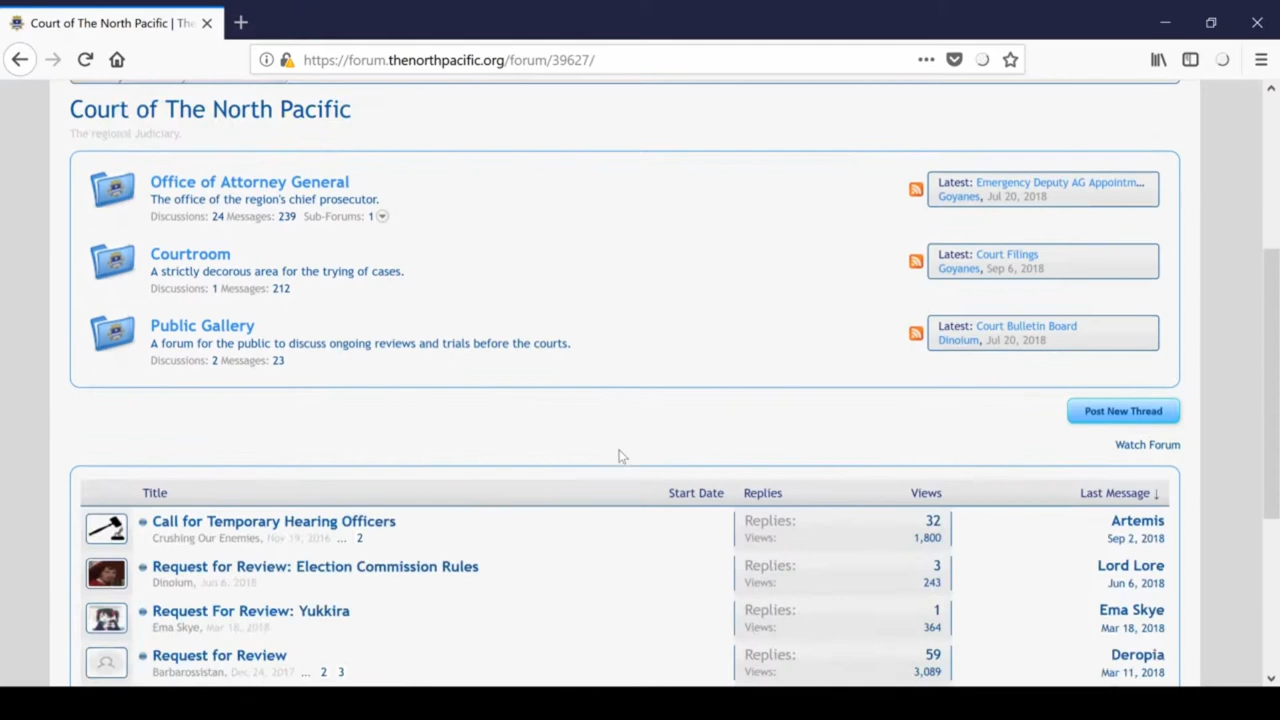 Court of The North Pacific | The
https://forum.thenorthpacific.org/forum/39627/
Court of The North Pacific
The regional Judiciary.
Office of Attorney General
The office of the region's chief prosecutor.
Discussions: 24 Messages: 239 Sub-Forums: 1
Latest: Emergency Deputy AG Appointm...
Goyanes, Jul 20, 2018
Courtroom
A strictly decorous area for the trying of cases.
Discussions: 1 Messages: 212
Latest: Court Filings
Goyanes, Sep 6, 2018
Public Gallery
A forum for the public to discuss ongoing reviews and trials before the courts.
Discussions: 2 Messages: 23
Latest: Court Bulletin Board
Dinoium, Jul 20, 2018
Post New Thread
Watch Forum
Title Start Date Replies Views Last Message ↓
Call for Temporary Hearing Officers
Crushing Our Enemies, Nov 19, 2016 ... 2
Replies: 32
Views: 1,800
Artemis
Sep 2, 2018
Request for Review: Election Commission Rules
Dinoium, Jun 6, 2018
Replies: 3
Views: 243
Lord Lore
Jun 6, 2018
Request For Review: Yukkira
Ema Skye, Mar 18, 2018
Replies: 1
Views: 364
Ema Skye
Mar 18, 2018
Request for Review
Barbarossistan, Dec 24, 2017 ... 2 3
Replies: 59
Views: 3,089
Deropia
Mar 11, 2018